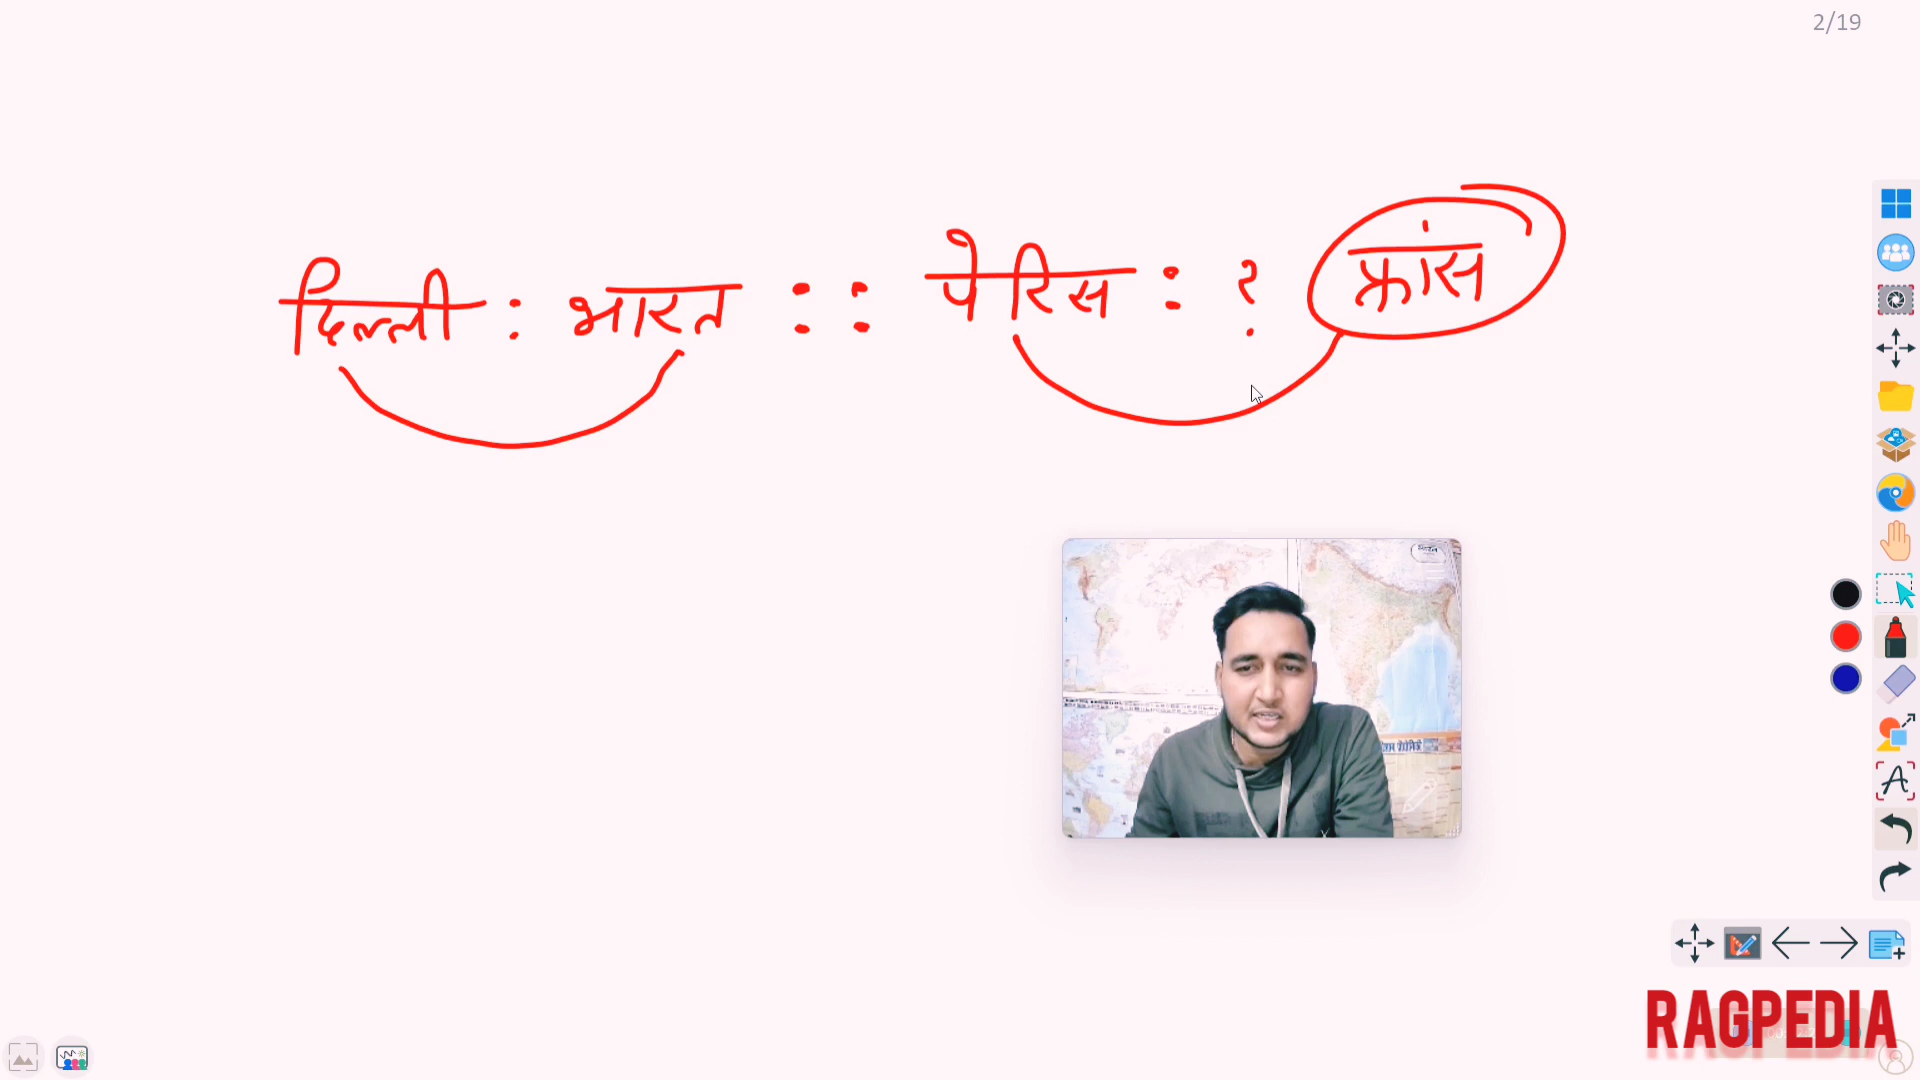 2/19
दिल्ली : भारत :: पेरिस : ? फ्रांस
RAGPEDIA